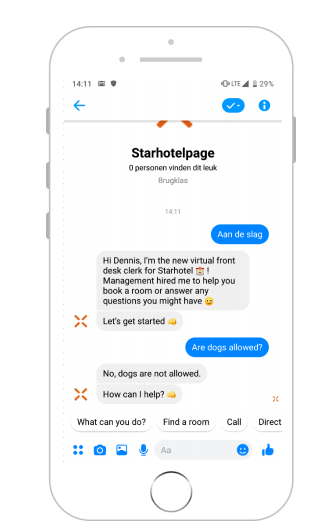 14:11 LTE 29%
Starhotelpage
0 personen vinden dit leuk
Brugklas
14:11
Aan de slag
Hi Dennis, I'm the new virtual front
desk clerk for Starhotel 🏩 !
Management hired me to help you
book a room or answer any
questions you might have 😉
Let's get started 🤜
Are dogs allowed?
No, dogs are not allowed.
How can I help? 🤜
What can you do? Find a room Call Direct
Aa